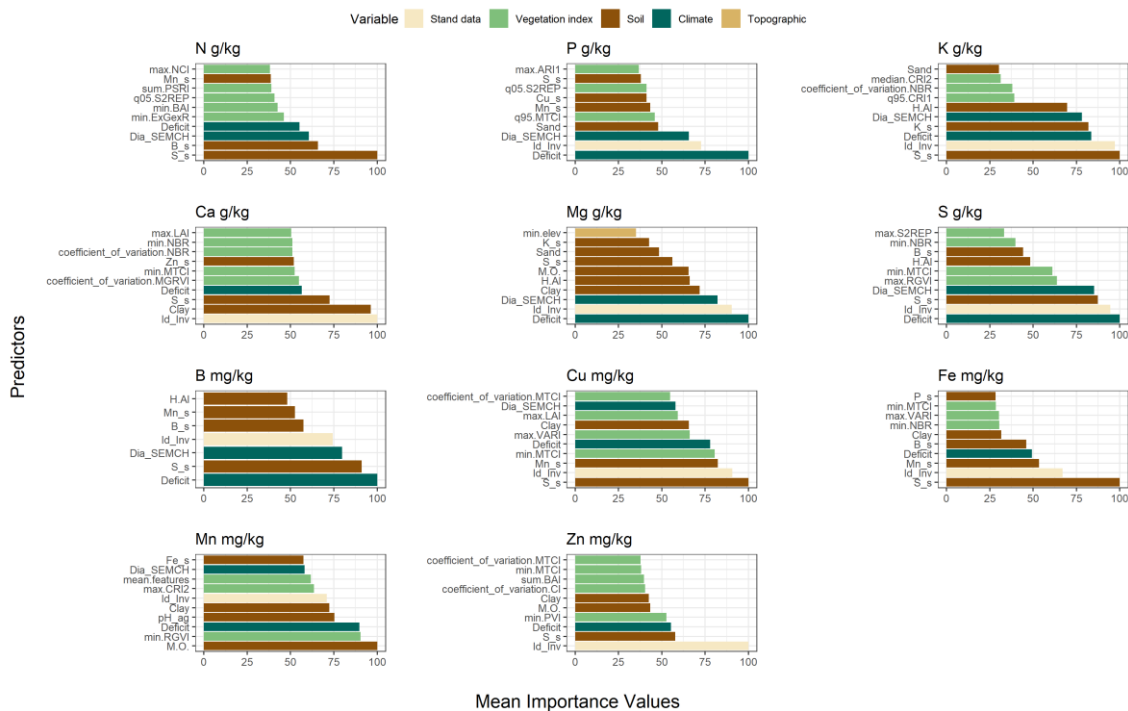 Variable Stand data Vegetation index Soil Climate Topographic
N g/kg
max.NCI
Mn_s
sum.PSRI
q05.S2REP
min.BAI
min.ExGexR
Deficit
Dia_SEMCH
B_s
S_s
0 25 50 75 100
P g/kg
max.ARI1
S_s
q05.S2REP
Cu_s
Mn_s
q95.MTCI
Sand
Dia_SEMCH
Id_Inv
Deficit
0 25 50 75 100
K g/kg
Sand
median.CRI2
coefficient_of_variation.NBR
q95.CRI1
H.Al
Dia_SEMCH
K_s
Deficit
Id_Inv
S_s
0 25 50 75 100
Ca g/kg
max.LAI
min.NBR
coefficient_of_variation.NBR
Zn_s
min.MTCI
coefficient_of_variation.MGRVI
Deficit
S_s
Clay
Id_Inv
0 25 50 75 100
Mg g/kg
min.elev
K_s
Sand
S_s
M.O.
H.Al
Clay
Dia_SEMCH
Id_Inv
Deficit
0 25 50 75 100
S g/kg
max.S2REP
min.NBR
B_s
H.Al
min.MTCI
max.RGVI
Dia_SEMCH
S_s
Id_Inv
Deficit
0 25 50 75 100
B mg/kg
H.Al
Mn_s
B_s
Id_Inv
Dia_SEMCH
S_s
Deficit
0 25 50 75 100
Cu mg/kg
coefficient_of_variation.MTCI
Dia_SEMCH
max.LAI
Clay
max.VARI
Deficit
min.MTCI
Mn_s
Id_Inv
S_s
0 25 50 75 100
Fe mg/kg
P_s
min.MTCI
max.VARI
min.NBR
Clay
B_s
Deficit
Mn_s
Id_Inv
S_s
0 25 50 75 100
Mn mg/kg
Fe_s
Dia_SEMCH
mean.features
max.CRI2
Id_Inv
Clay
pH_ag
Deficit
min.RGVI
M.O.
0 25 50 75 100
Zn mg/kg
coefficient_of_variation.MTCI
min.MTCI
sum.BAI
coefficient_of_variation.CI
Clay
M.O.
min.PVI
Deficit
S_s
Id_Inv
0 25 50 75 100
Predictors
Mean Importance Values